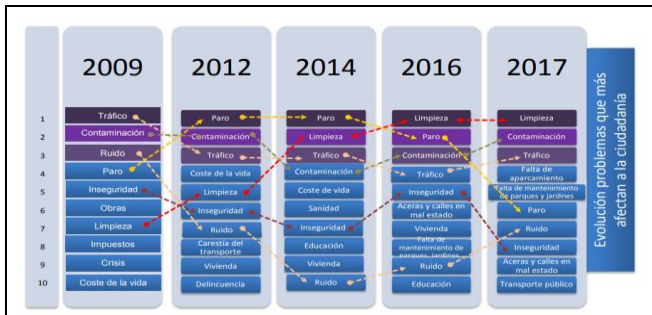 2009
2012
2014
2016
2017
1
2
3
4
5
6
7
8
9
10
Tráfico
Contaminación
Ruido
Paro
Inseguridad
Obras
Limpieza
Impuestos
Crisis
Coste de la vida
Paro
Contaminación
Tráfico
Coste de la vida
Limpieza
Inseguridad
Ruido
Carestía del
transporte
Vivienda
Delincuencia
Paro
Limpieza
Tráfico
Contaminación
Coste de vida
Sanidad
Inseguridad
Educación
Vivienda
Ruido
Limpieza
Paro
Contaminación
Tráfico
Inseguridad
Aceras y calles en
mal estado
Vivienda
Falta de
mantenimiento de
parques, jardines
Ruido
Educación
Limpieza
Contaminación
Tráfico
Falta de
aparcamiento
Falta de mantenimiento
de parques y jardines
Paro
Ruido
Inseguridad
Aceras y calles en
mal estado
Transporte público
Evolución problemas que más
afectan a la ciudadanía